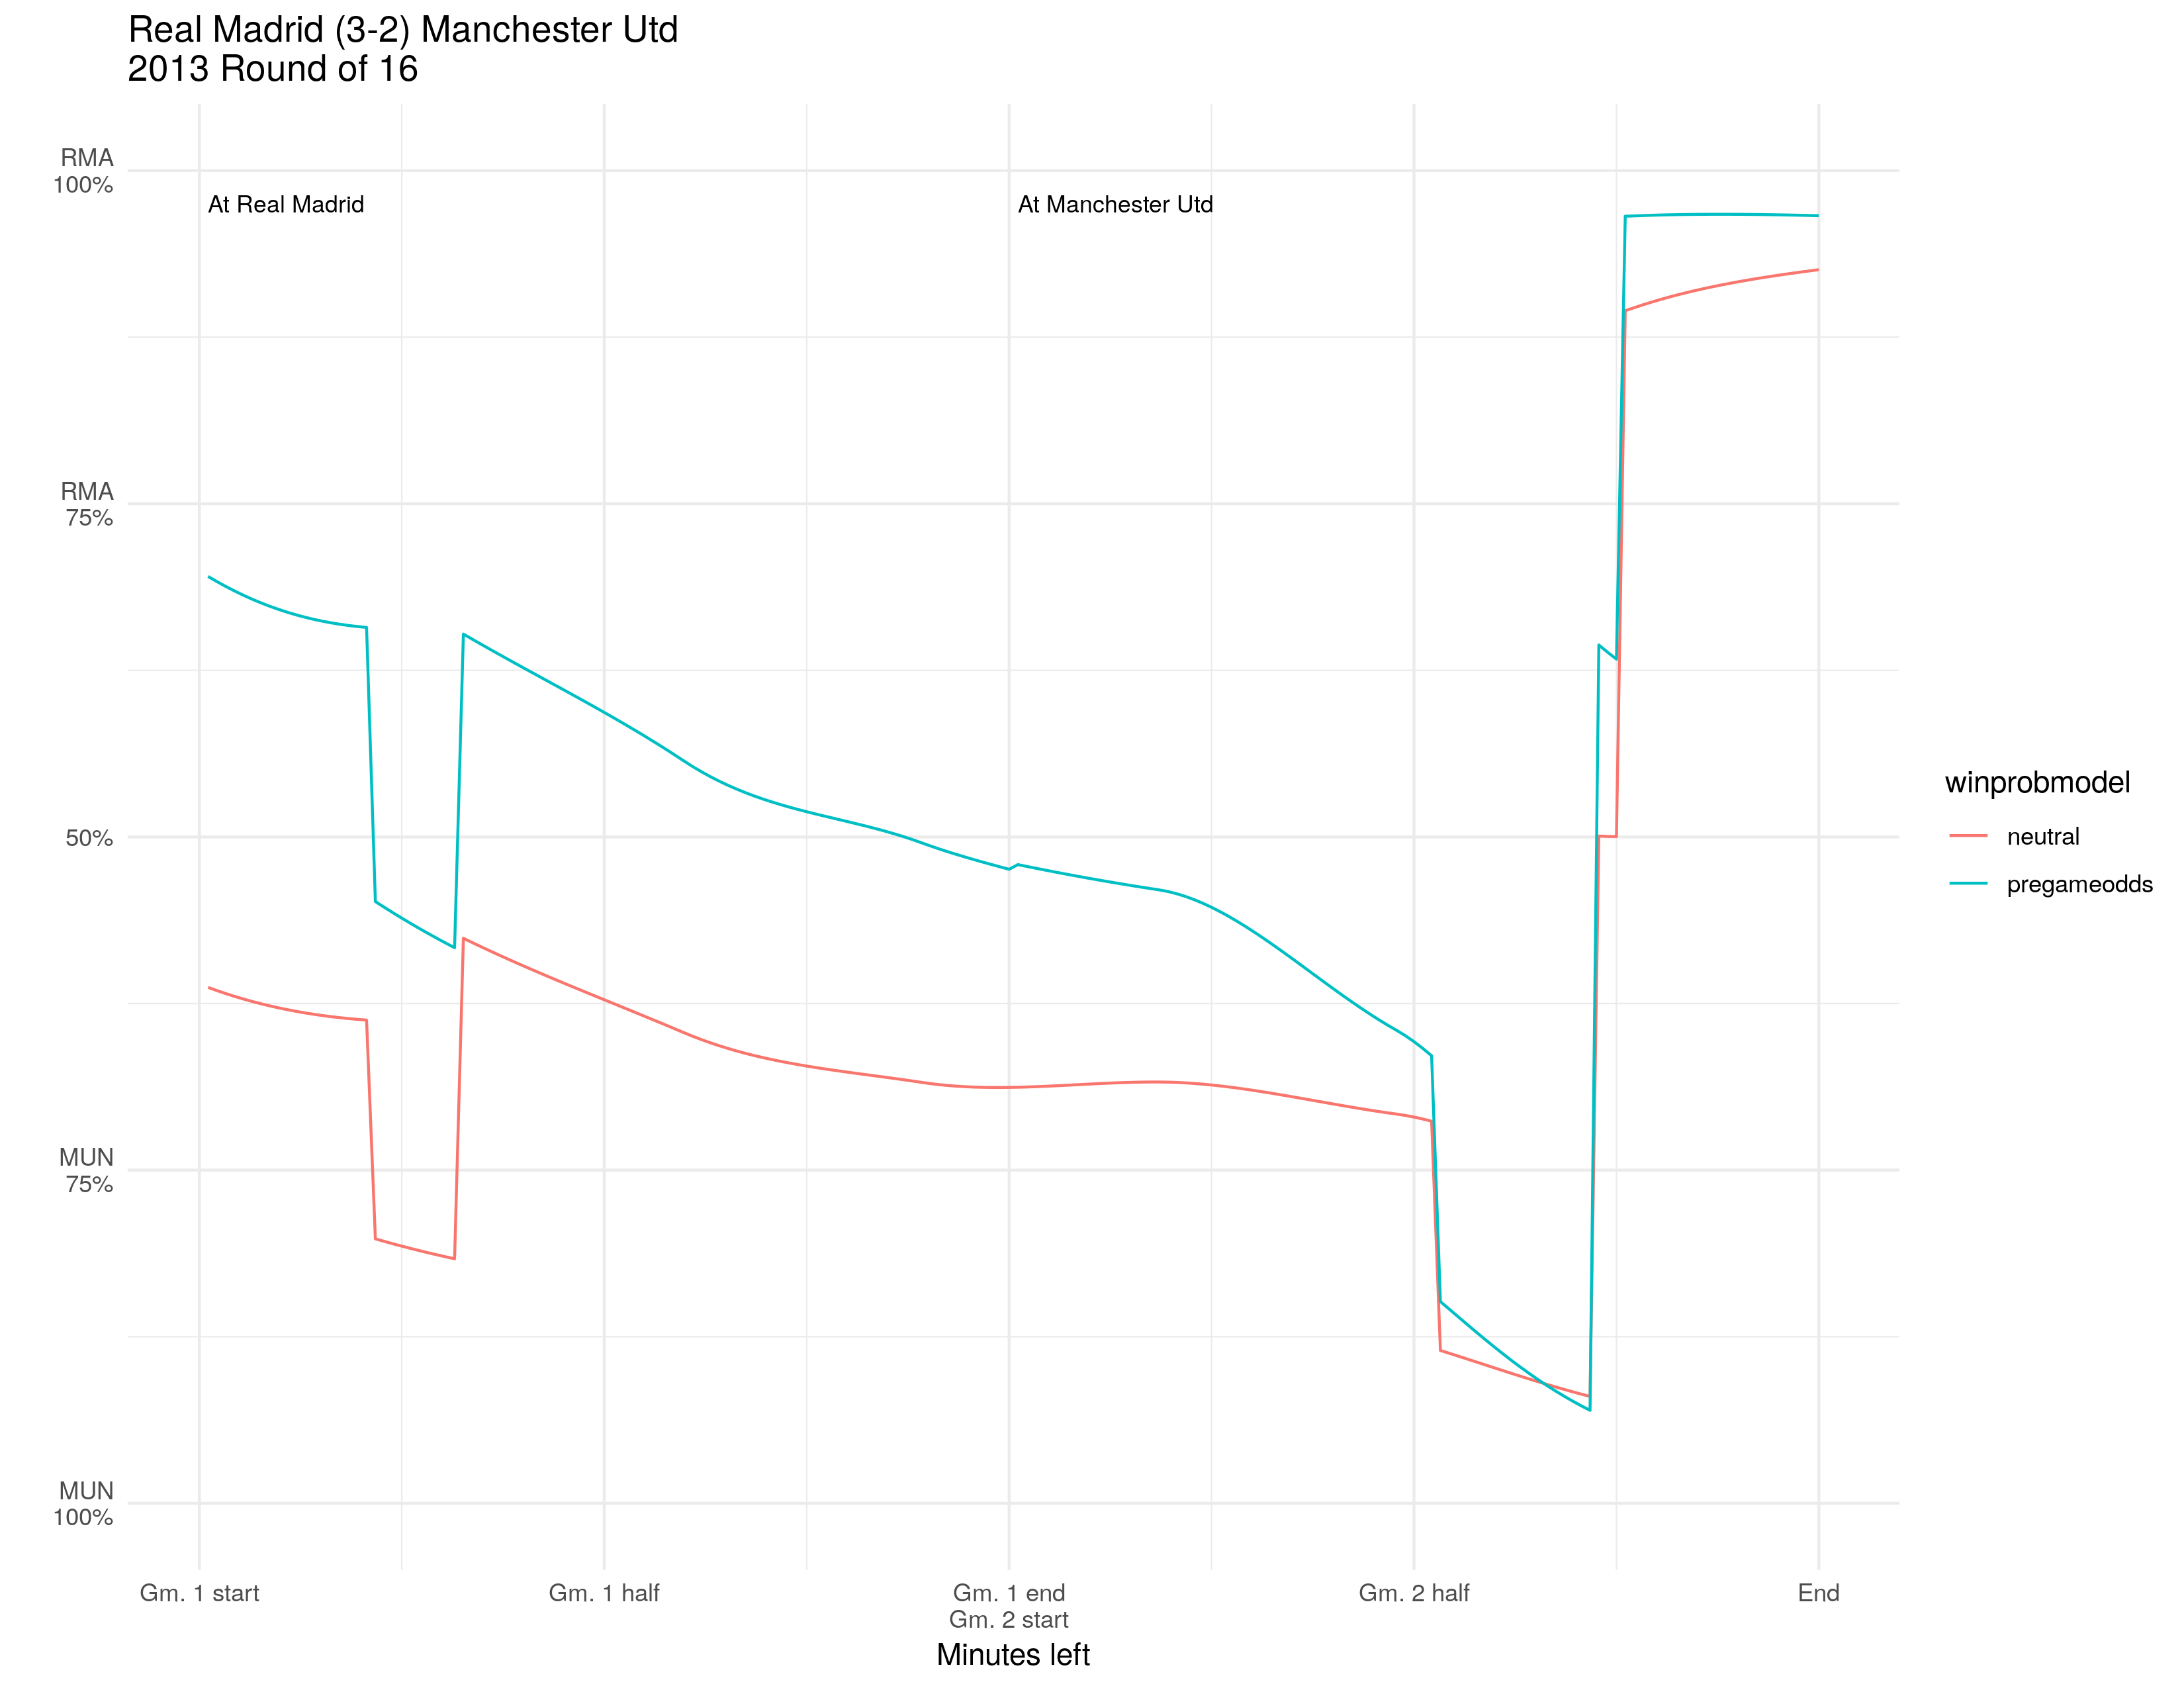 Real Madrid (3-2) Manchester Utd
2013 Round of 16
RMA
100%
At Real Madrid
At Manchester Utd
RMA
75%
50%
MUN
75%
MUN
100%
Gm. 1 start
Gm. 1 half
Gm. 1 end
Gm. 2 start
Gm. 2 half
End
Minutes left
winprobmodel
neutral
pregameodds